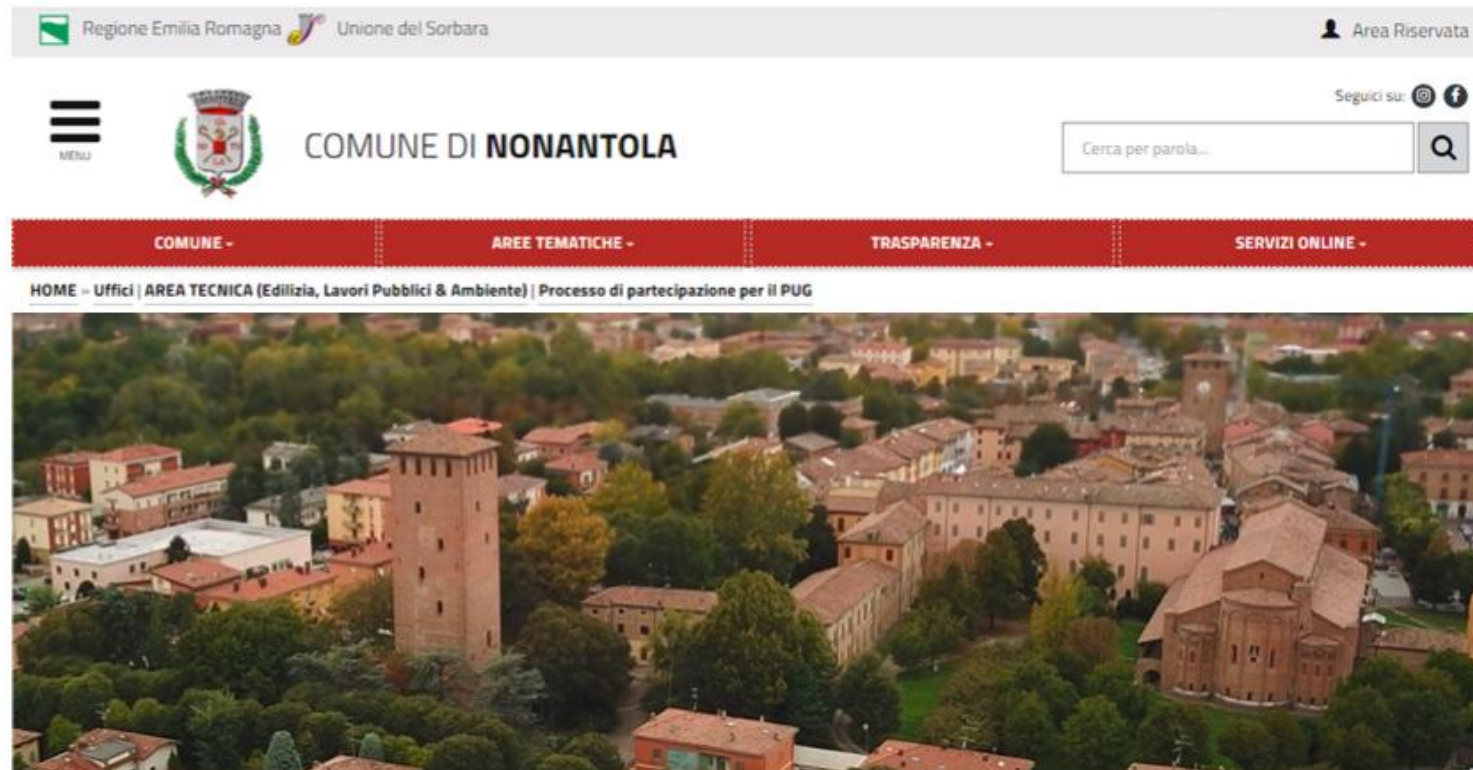 Regione Emilia Romagna Unione del Sorbara Area Riservata
Seguici su:
MENU
COMUNE DI NONANTOLA
Cerca per parola...
COMUNE AREE TEMATICHE TRASPARENZA SERVIZI ONLINE
HOME » Uffici | AREA TECNICA (Edilizia, Lavori Pubblici & Ambiente) | Processo di partecipazione per il PUG